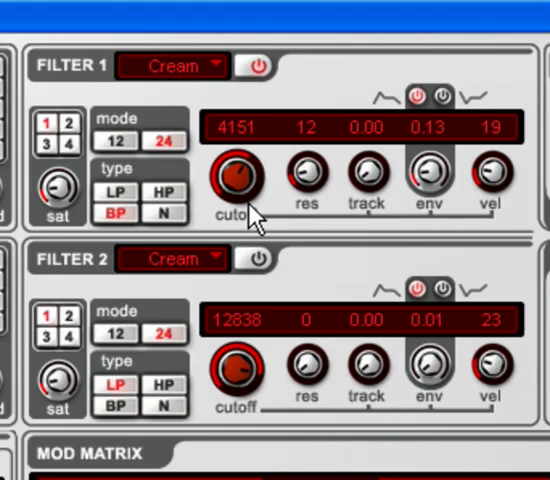 FILTER 1 Cream
1 2
3 4
sat
mode
12 24
type
LP HP
BP N
4151 12 0.00 0.13 19
res track env vel
FILTER 2 Cream
1 2
3 4
sat
mode
12 24
type
LP HP
BP N
12838 0 0.00 0.01 23
cutoff res track env vel
MOD MATRIX